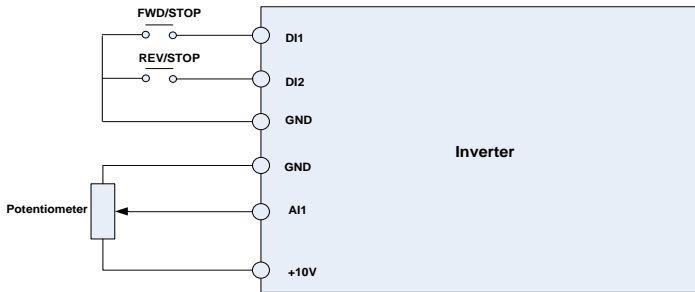 FWD/STOP
DI1
REV/STOP
DI2
GND
Inverter
GND
Potentiometer
AI1
+10V